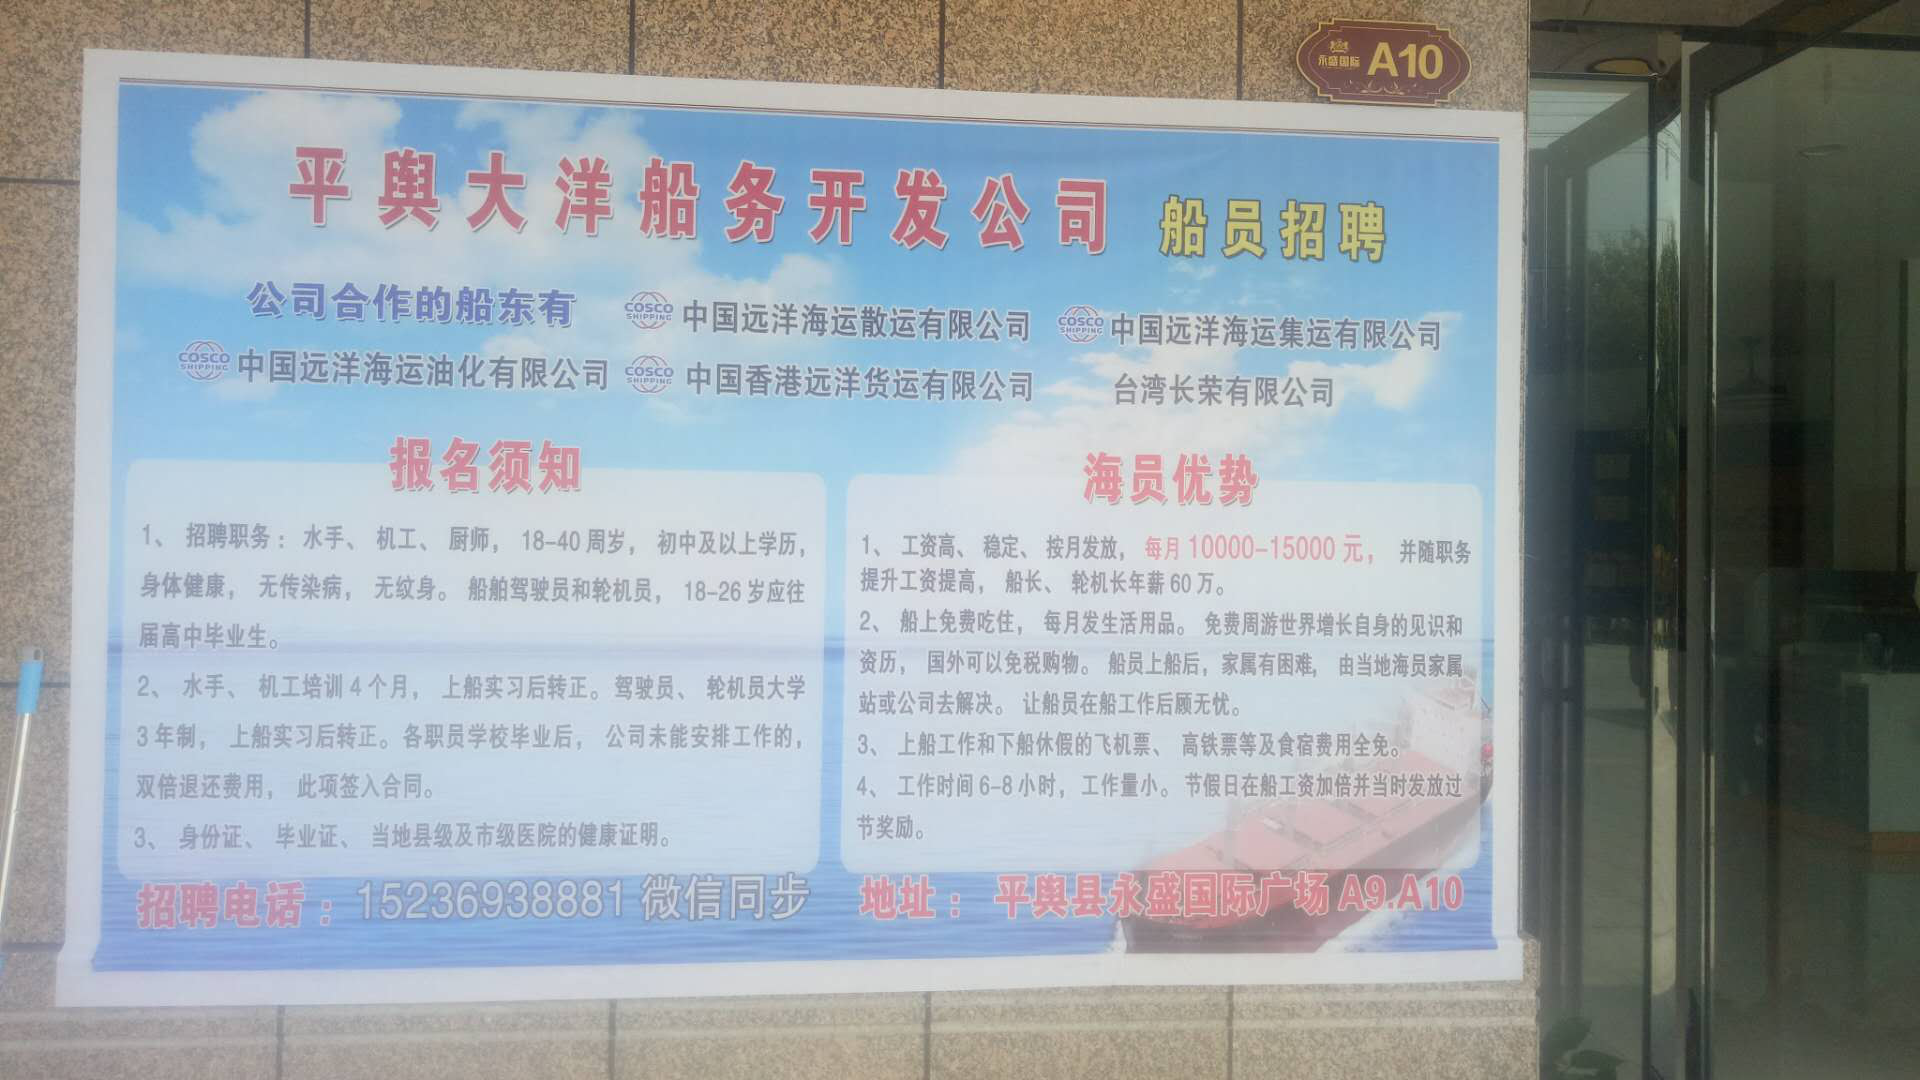 永盛国际 A10
平舆大洋船务开发公司 船员招聘
公司合作的船东有 COSCO SHIPPING 中国远洋海运散运有限公司 COSCO SHIPPING 中国远洋海运集运有限公司
COSCO SHIPPING 中国远洋海运油化有限公司 COSCO SHIPPING 中国香港远洋货运有限公司 台湾长荣有限公司
报名须知
1、 招聘职务： 水手、 机工、 厨师， 18-40 周岁， 初中及以上学历，
身体健康， 无传染病， 无纹身。 船舶驾驶员和轮机员， 18-26 岁应往
届高中毕业生。
2、 水手、 机工培训 4 个月， 上船实习后转正。驾驶员、 轮机员大学
3 年制， 上船实习后转正。各职员学校毕业后， 公司未能安排工作的，
双倍退还费用， 此项签入合同。
3、 身份证、 毕业证、 当地县级及市级医院的健康证明。
招聘电话： 15236938881 微信同步
海员优势
1、 工资高、 稳定、 按月发放， 每月 10000-15000 元， 并随职务
提升工资提高， 船长、 轮机长年薪 60 万。
2、 船上免费吃住， 每月发生活用品。 免费周游世界增长自身的见识和
资历， 国外可以免税购物。 船员上船后，家属有困难， 由当地海员家属
站或公司去解决。 让船员在船工作后顾无忧。
3、 上船工作和下船休假的飞机票、 高铁票等及食宿费用全免。
4、 工作时间 6-8 小时，工作量小。 节假日在船工资加倍并当时发放过
节奖励。
地址： 平舆县永盛国际广场 A9.A10